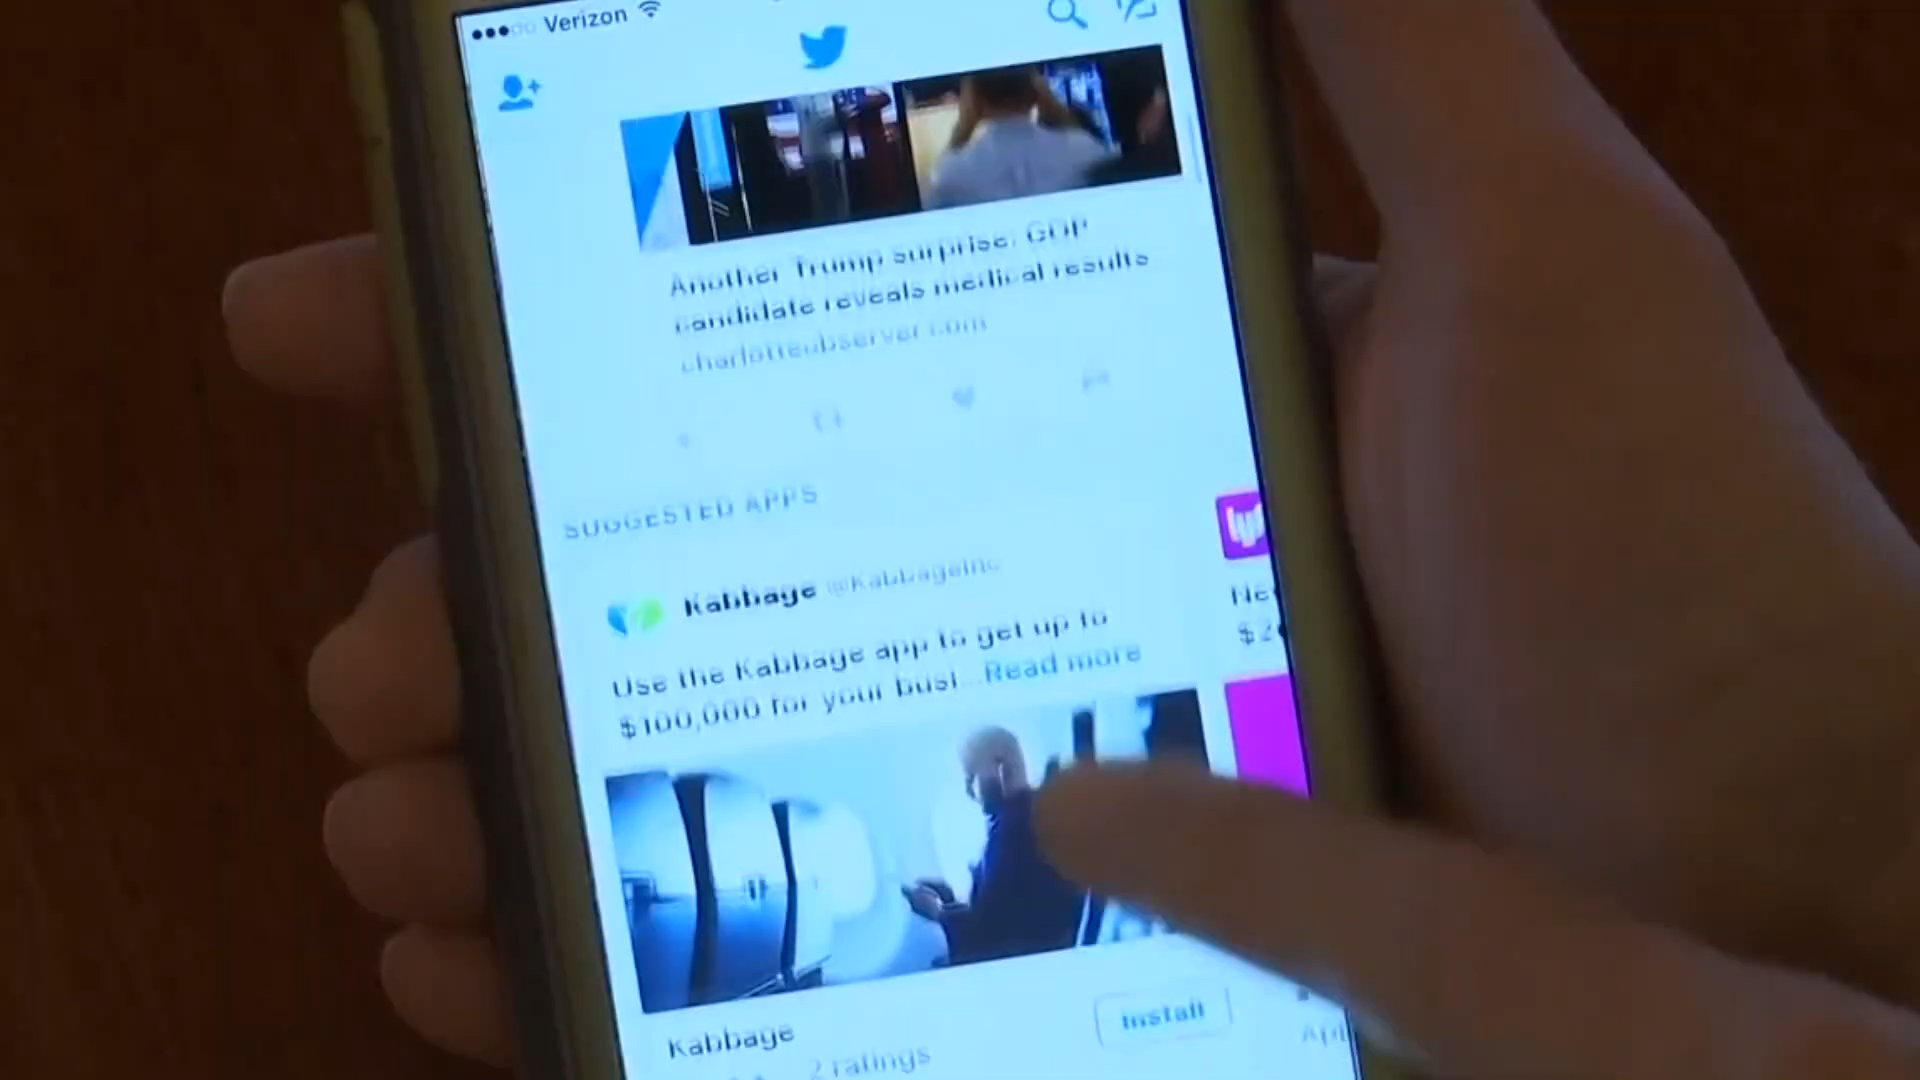 Verizon
Another Trump surprise: GOP
candidate reveals medical results
charlotteobserver.com
SUGGESTED APPS
Kabbage @KabbageInc
Use the Kabbage app to get up to
$100,000 for your busi...Read more
Kabbage
Install
2 ratings